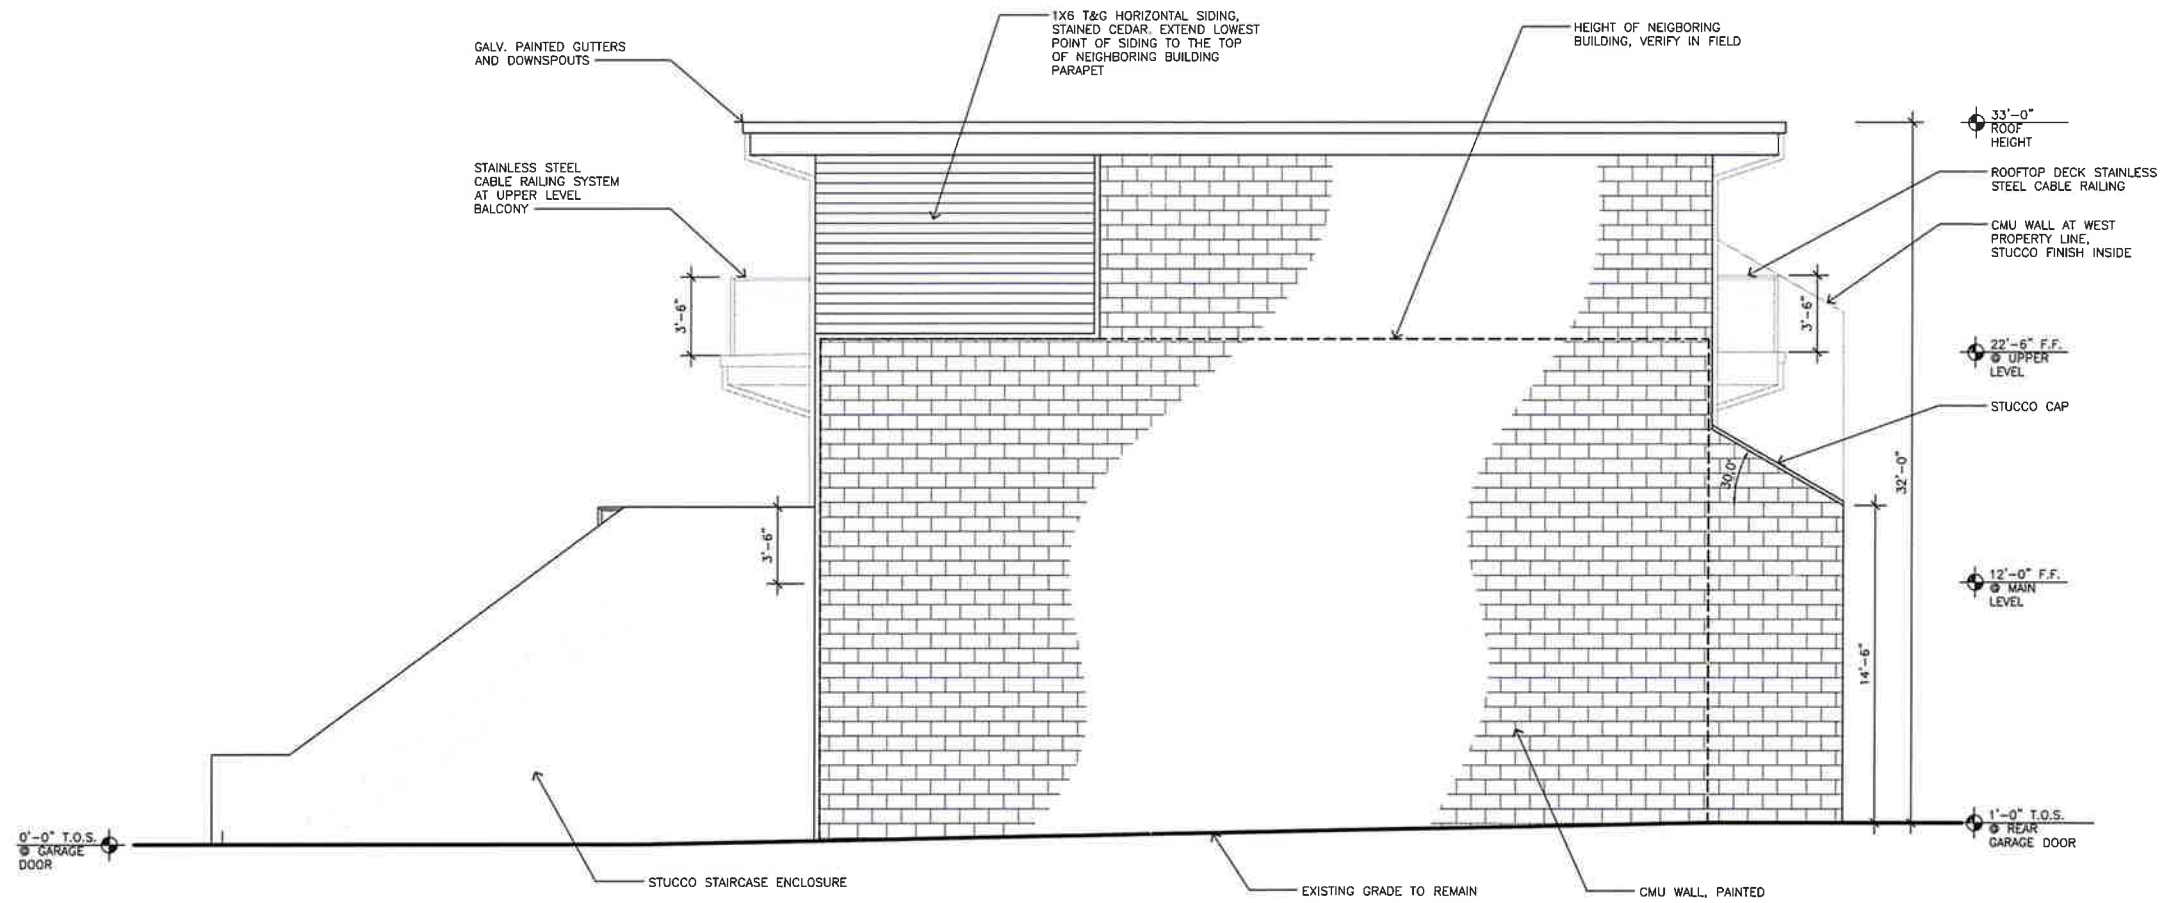 1X6 T&G HORIZONTAL SIDING,
STAINED CEDAR. EXTEND LOWEST
POINT OF SIDING TO THE TOP
OF NEIGHBORING BUILDING
PARAPET
HEIGHT OF NEIGBORING
BUILDING, VERIFY IN FIELD
GALV. PAINTED GUTTERS
AND DOWNSPOUTS
33'-0"
ROOF
HEIGHT
STAINLESS STEEL
CABLE RAILING SYSTEM
AT UPPER LEVEL
BALCONY
ROOFTOP DECK STAINLESS
STEEL CABLE RAILING
CMU WALL AT WEST
PROPERTY LINE,
STUCCO FINISH INSIDE
3'-6"
3'-6"
22'-6" F.F.
@ UPPER
LEVEL
STUCCO CAP
30.0°
32'-0"
3'-6"
12'-0" F.F.
@ MAIN
LEVEL
14'-6"
0'-0" T.O.S.
@ GARAGE
DOOR
1'-0" T.O.S.
@ REAR
GARAGE DOOR
STUCCO STAIRCASE ENCLOSURE
EXISTING GRADE TO REMAIN
CMU WALL, PAINTED